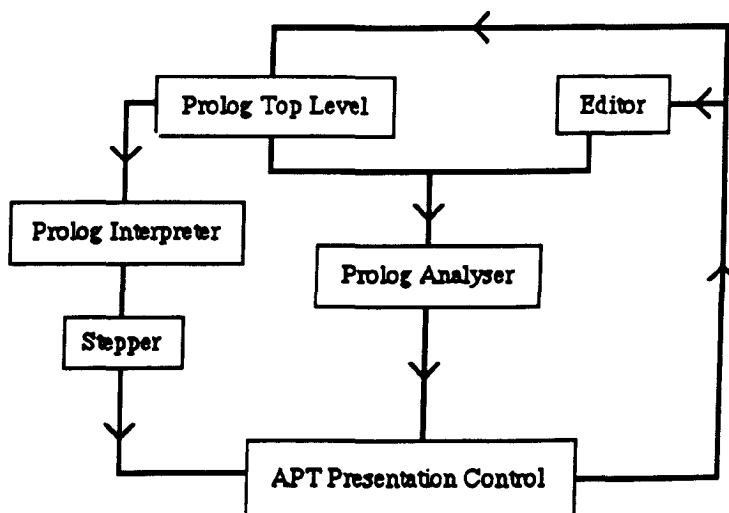 Prolog Top Level
Editor
Prolog Interpreter
Prolog Analyser
Stepper
APT Presentation Control